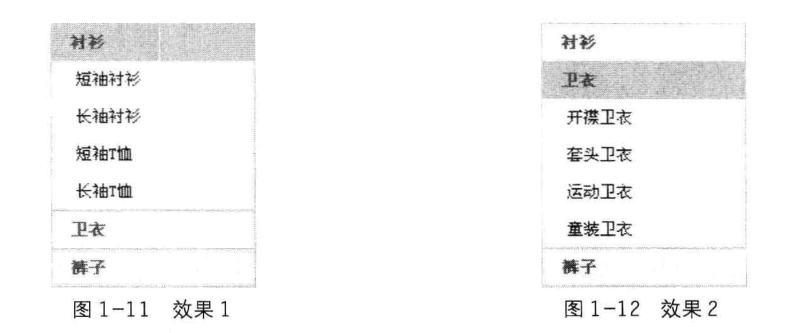 衬衫
短袖衬衫
长袖衬衫
短袖T恤
长袖T恤
卫衣
裤子
图1-11 效果1
衬衫
卫衣
开襟卫衣
套头卫衣
运动卫衣
童装卫衣
裤子
图1-12 效果2